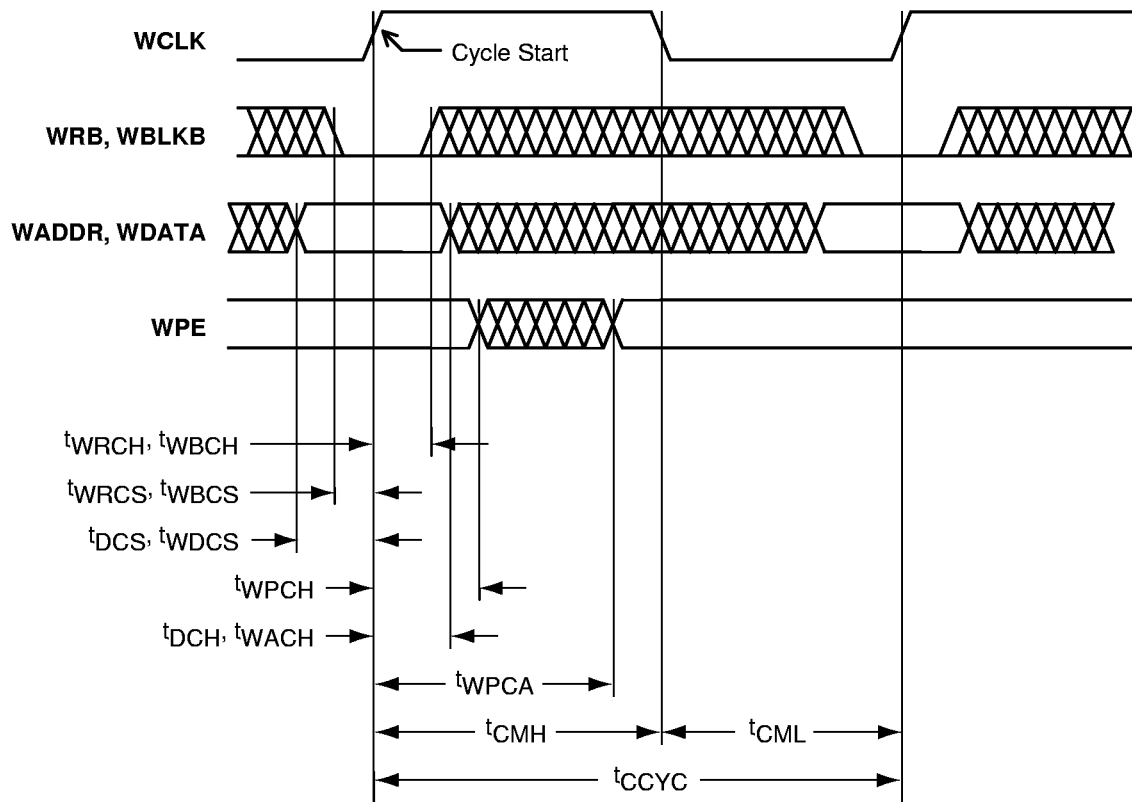 WCLK
Cycle Start
WRB, WBLKB
WADDR, WDATA
WPE
tWRCH, tWBCH
tWRCS, tWBCS
tDCS, tWDCS
tWPCH
tDCH, tWACH
tWPCA
tCMH
tCML
tCCYC